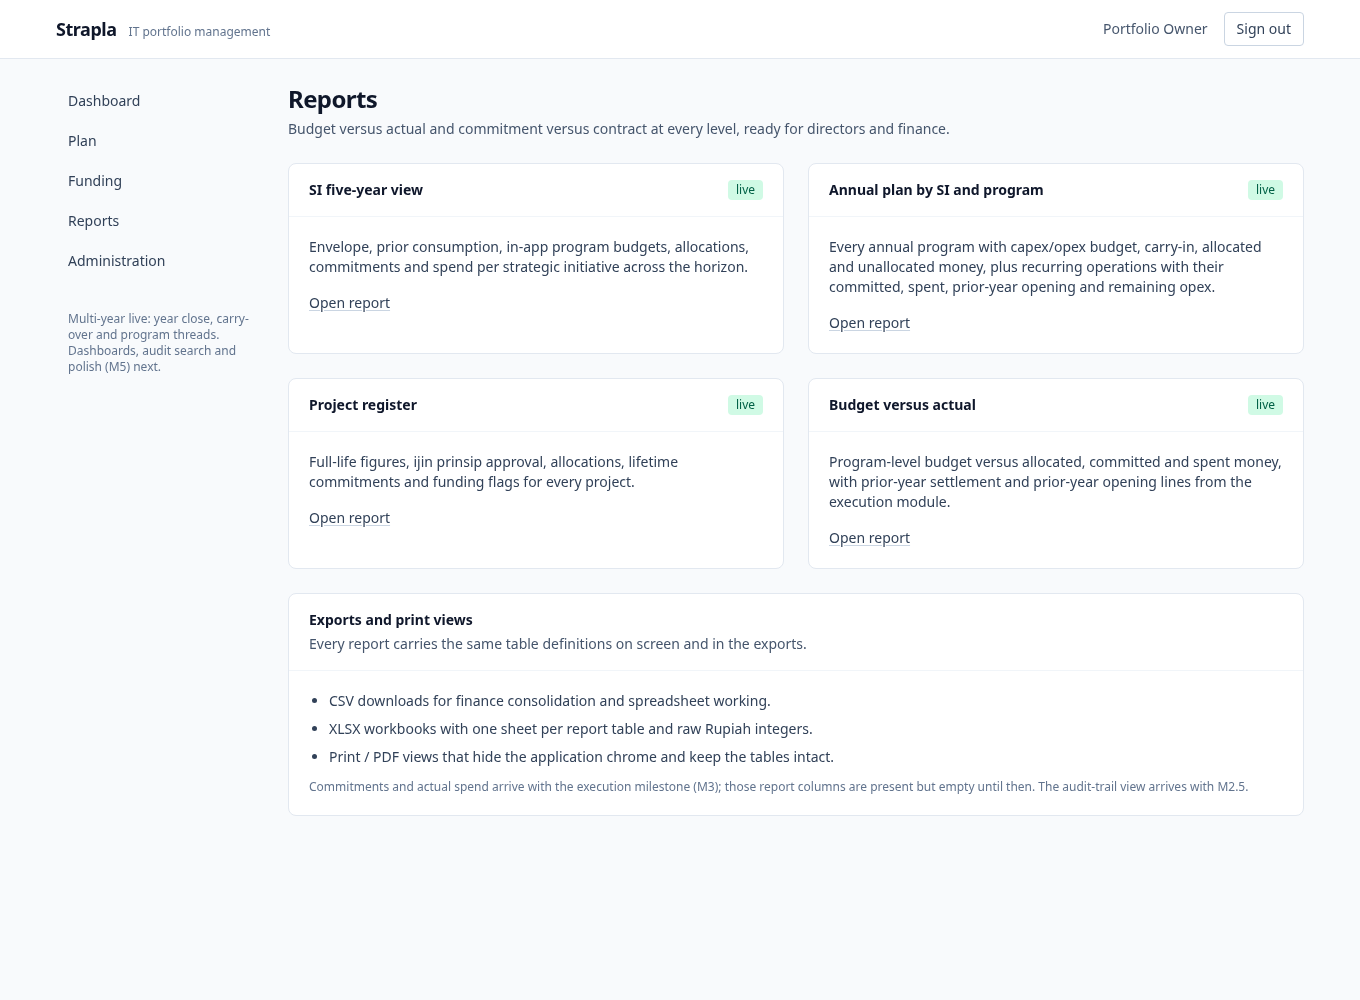 Strapla IT portfolio management
Portfolio Owner
Sign out
Dashboard
Plan
Funding
Reports
Administration
Multi-year live: year close, carry-
over and program threads.
Dashboards, audit search and
polish (M5) next.
Reports
Budget versus actual and commitment versus contract at every level, ready for directors and finance.
SI five-year view
live
Envelope, prior consumption, in-app program budgets, allocations,
commitments and spend per strategic initiative across the horizon.
Open report
Annual plan by SI and program
live
Every annual program with capex/opex budget, carry-in, allocated
and unallocated money, plus recurring operations with their
committed, spent, prior-year opening and remaining opex.
Open report
Project register
live
Full-life figures, ijin prinsip approval, allocations, lifetime
commitments and funding flags for every project.
Open report
Budget versus actual
live
Program-level budget versus allocated, committed and spent money,
with prior-year settlement and prior-year opening lines from the
execution module.
Open report
Exports and print views
Every report carries the same table definitions on screen and in the exports.
• CSV downloads for finance consolidation and spreadsheet working.
• XLSX workbooks with one sheet per report table and raw Rupiah integers.
• Print / PDF views that hide the application chrome and keep the tables intact.
Commitments and actual spend arrive with the execution milestone (M3); those report columns are present but empty until then. The audit-trail view arrives with M2.5.